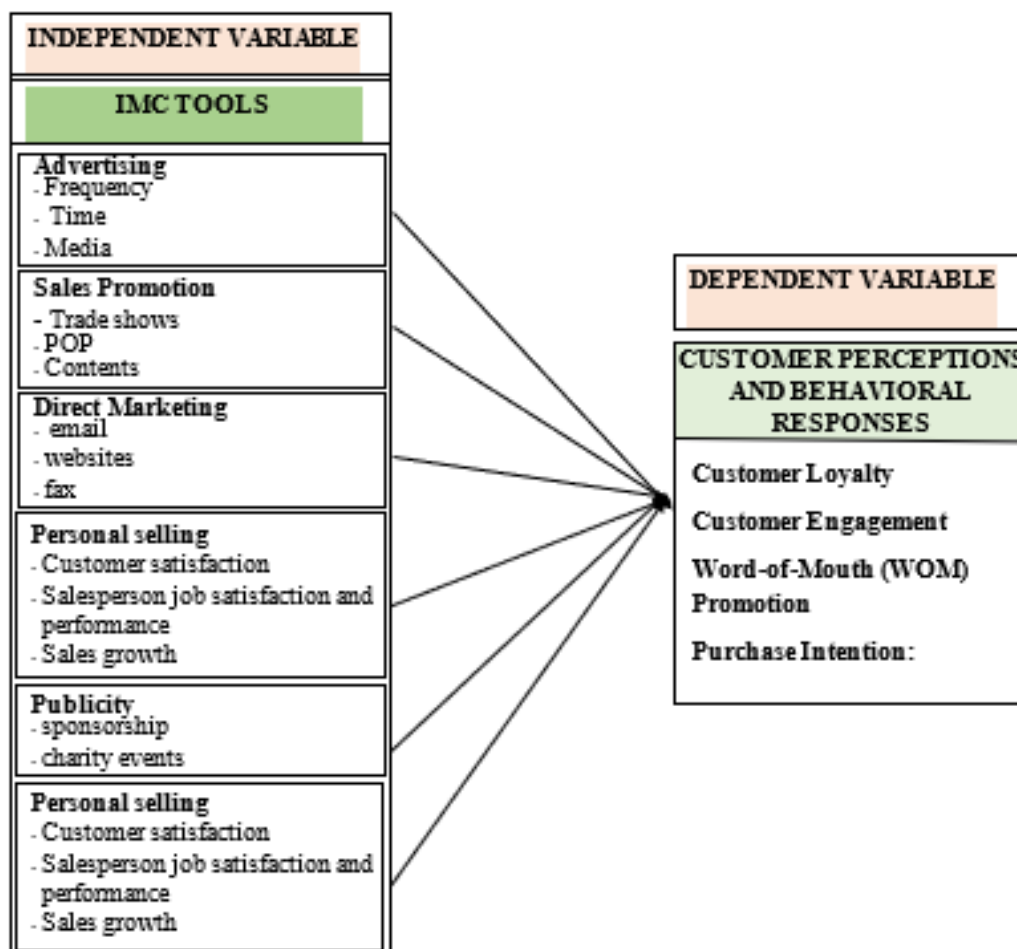 INDEPENDENT VARIABLE
IMC TOOLS
Advertising
- Frequency
- Time
- Media
Sales Promotion
- Trade shows
- POP
- Contents
Direct Marketing
- email
- websites
- fax
Personal selling
- Customer satisfaction
- Salesperson job satisfaction and
performance
- Sales growth
Publicity
- sponsorship
- charity events
Personal selling
- Customer satisfaction
- Salesperson job satisfaction and
performance
- Sales growth
DEPENDENT VARIABLE
CUSTOMER PERCEPTIONS
AND BEHAVIORAL
RESPONSES
Customer Loyalty
Customer Engagement
Word-of-Mouth (WOM)
Promotion
Purchase Intention: